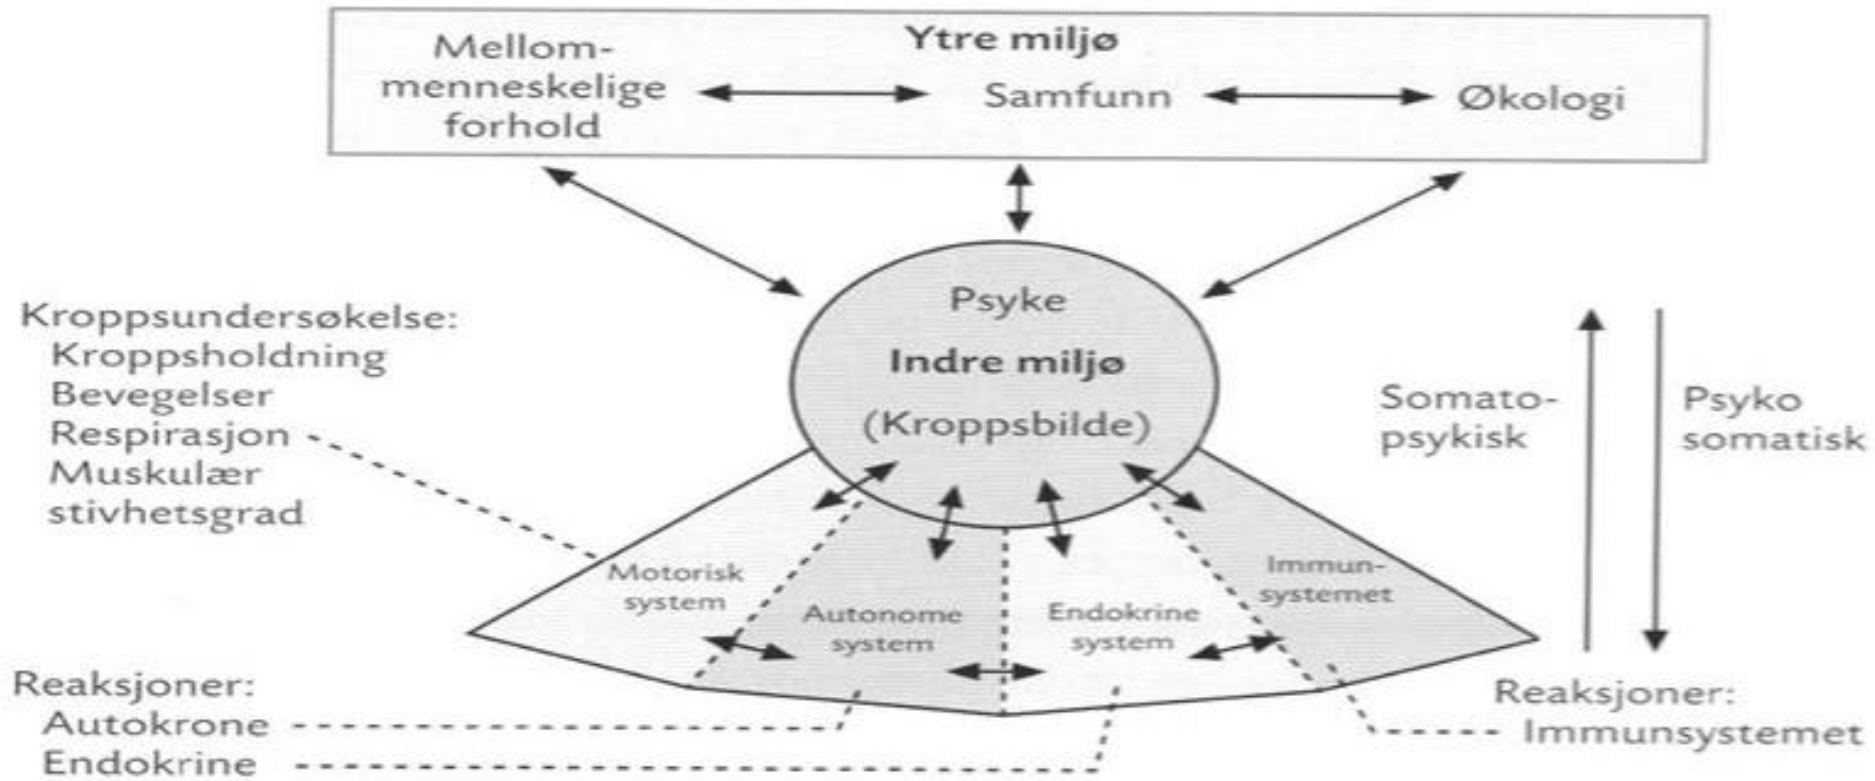 Ytre miljø
Mellom-
menneskelige
forhold
Samfunn
Økologi
Psyke
Indre miljø
(Kroppsbilde)
Kroppsundersøkelse:
Kroppsholdning
Bevegelser
Respirasjon
Muskulær
stivhetsgrad
Somato-
psykisk
Psyko
somatisk
Motorisk
system
Autonome
system
Endokrine
system
Immun-
systemet
Reaksjoner:
Autokrone
Endokrine
Reaksjoner:
Immunsystemet